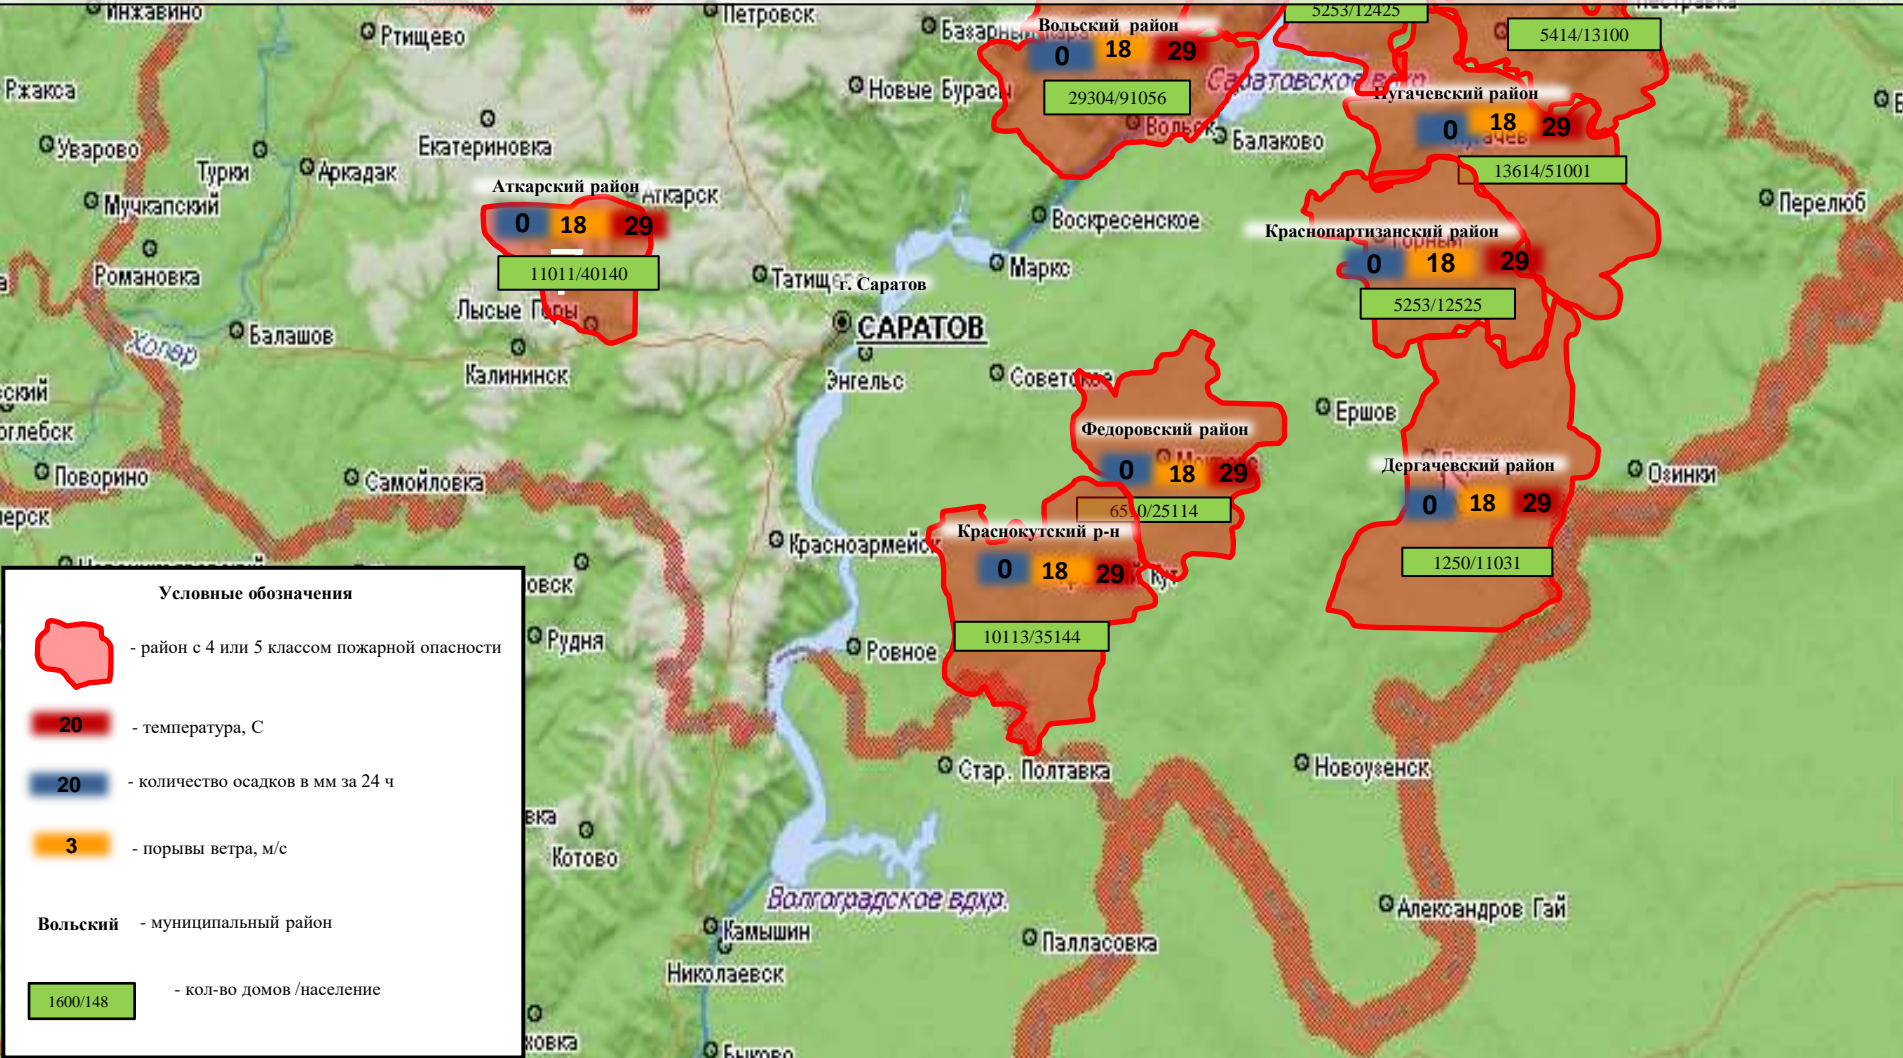 Инжавино
Петровск
Ртищево
Ржакса
Екатериновка
Новые Бурасы
Уварово
Турки
Аркадак
Мучкапский
Романовка
Балашов
Хопер
Аткарский район
Аткарск
0 18 29
11011/40140
Лысые Горы
Калининск
Татищево
г. Саратов
САРАТОВ
Энгельс
Вольский район
0 18 29
29304/91056
Вольск
Саратовское вдхр.
Балаково
5253/12425
5414/13100
Пугачевский район
0 18 29
13614/51001
Перелюб
Воскресенское
Маркс
Краснопартизанский район
Горный
0 18 29
5253/12525
Советское
Ершов
Федоровский район
0 18 29
6510/25114
Дергачевский район
0 18 29
1250/11031
Озинки
Краснокутский р-н
0 18 29
Кут
10113/35144
Поворино
Самойловка
Красноармейск
Рудня
Ровное
Стар. Полтавка
Новоузенск
Котово
Волгоградское вдхр.
Камышин
Николаевск
Палласовка
Александров Гай
Быково
Условные обозначения
- район с 4 или 5 классом пожарной опасности
20 - температура, С
20 - количество осадков в мм за 24 ч
3 - порывы ветра, м/с
Вольский - муниципальный район
1600/148 - кол-во домов /население